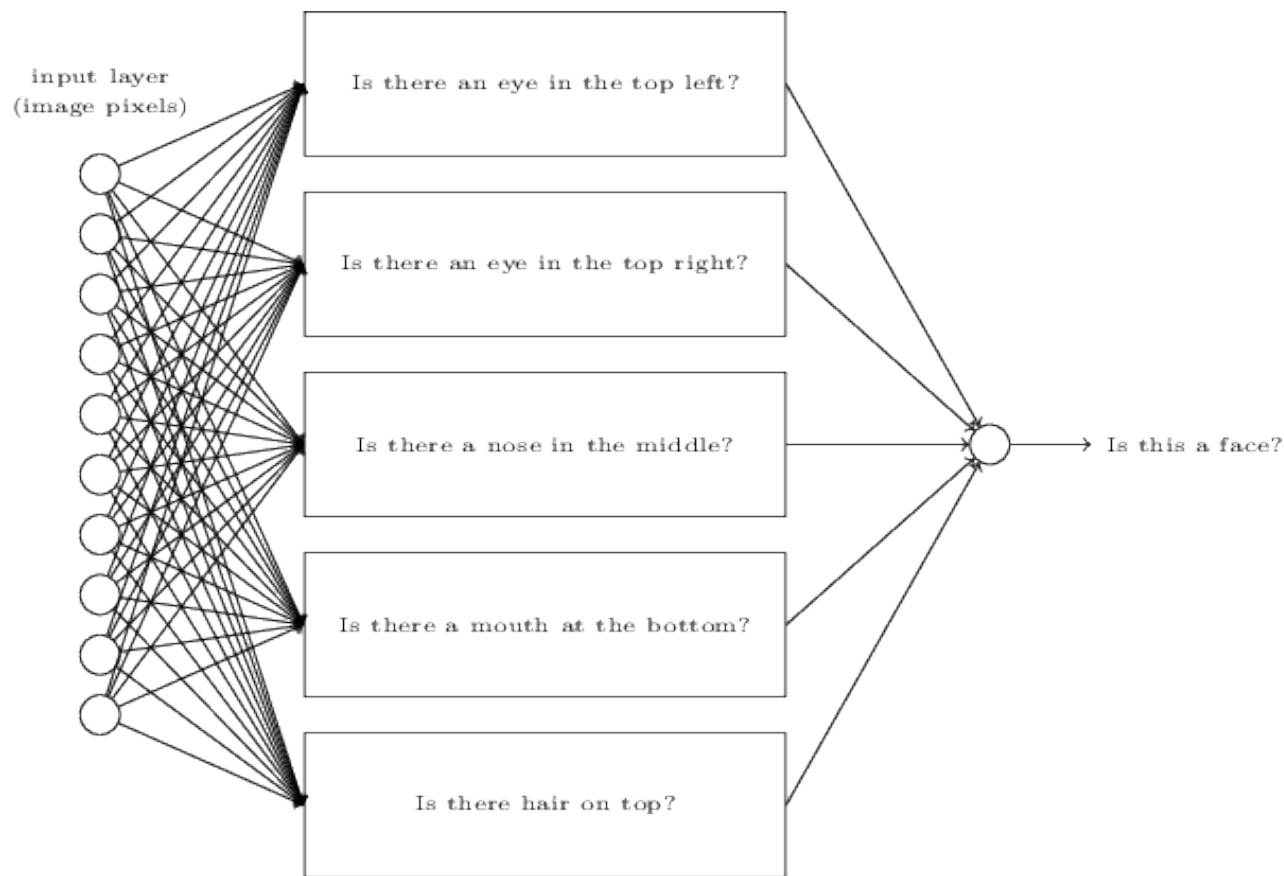 input layer
(image pixels)
Is there an eye in the top left?
Is there an eye in the top right?
Is there a nose in the middle?
Is this a face?
Is there a mouth at the bottom?
Is there hair on top?